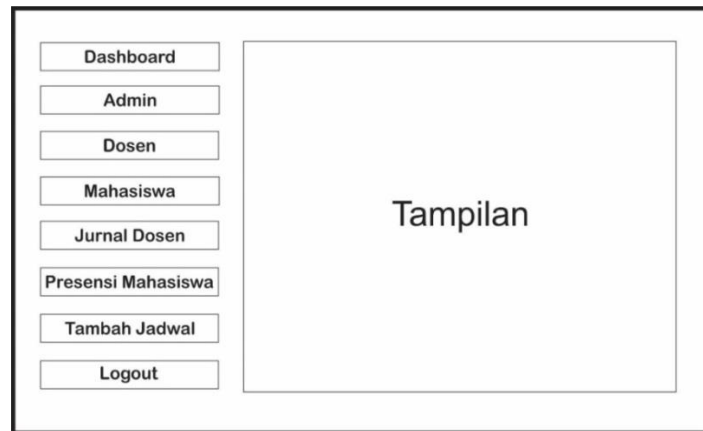 Dashboard
Admin
Dosen
Mahasiswa
Jurnal Dosen
Presensi Mahasiswa
Tambah Jadwal
Logout
Tampilan